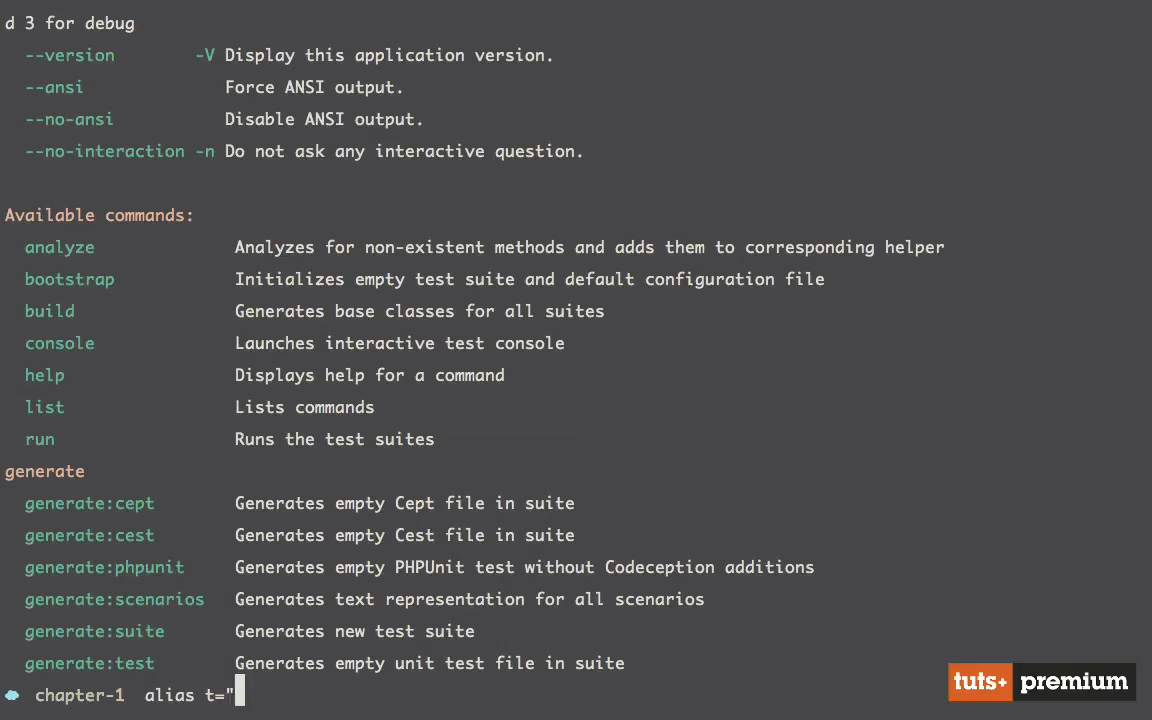 d 3 for debug
--version -V Display this application version.
--ansi Force ANSI output.
--no-ansi Disable ANSI output.
--no-interaction -n Do not ask any interactive question.
Available commands:
analyze Analyzes for non-existent methods and adds them to corresponding helper
bootstrap Initializes empty test suite and default configuration file
build Generates base classes for all suites
console Launches interactive test console
help Displays help for a command
list Lists commands
run Runs the test suites
generate
generate:cept Generates empty Cept file in suite
generate:cest Generates empty Cest file in suite
generate:phpunit Generates empty PHPUnit test without Codeception additions
generate:scenarios Generates text representation for all scenarios
generate:suite Generates new test suite
generate:test Generates empty unit test file in suite
chapter-1 alias t="
tuts+ premium